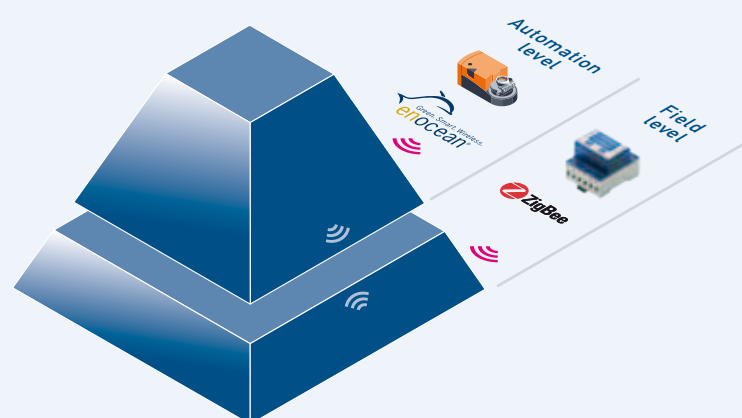 Automation
level
Green. Smart. Wireless.
enocean®
Field
level
ZigBee